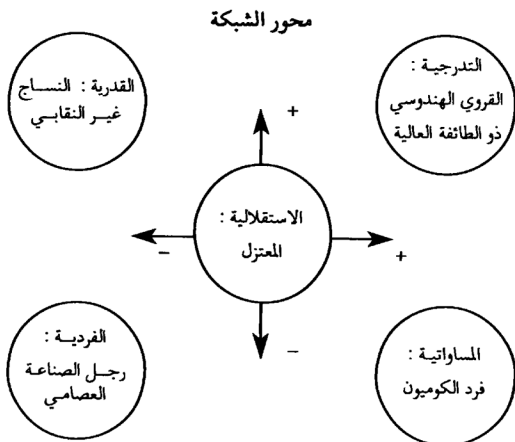 محور الشبكة
التدرجية :
القروي الهندوسي
ذو الطائفة العالية
القدرية : النساج
غير النقابي
+
الاستقلالية :
المعتزل
+
−
−
المساواتية :
فرد الكوميون
الفردية :
رجل الصناعة
العصامي